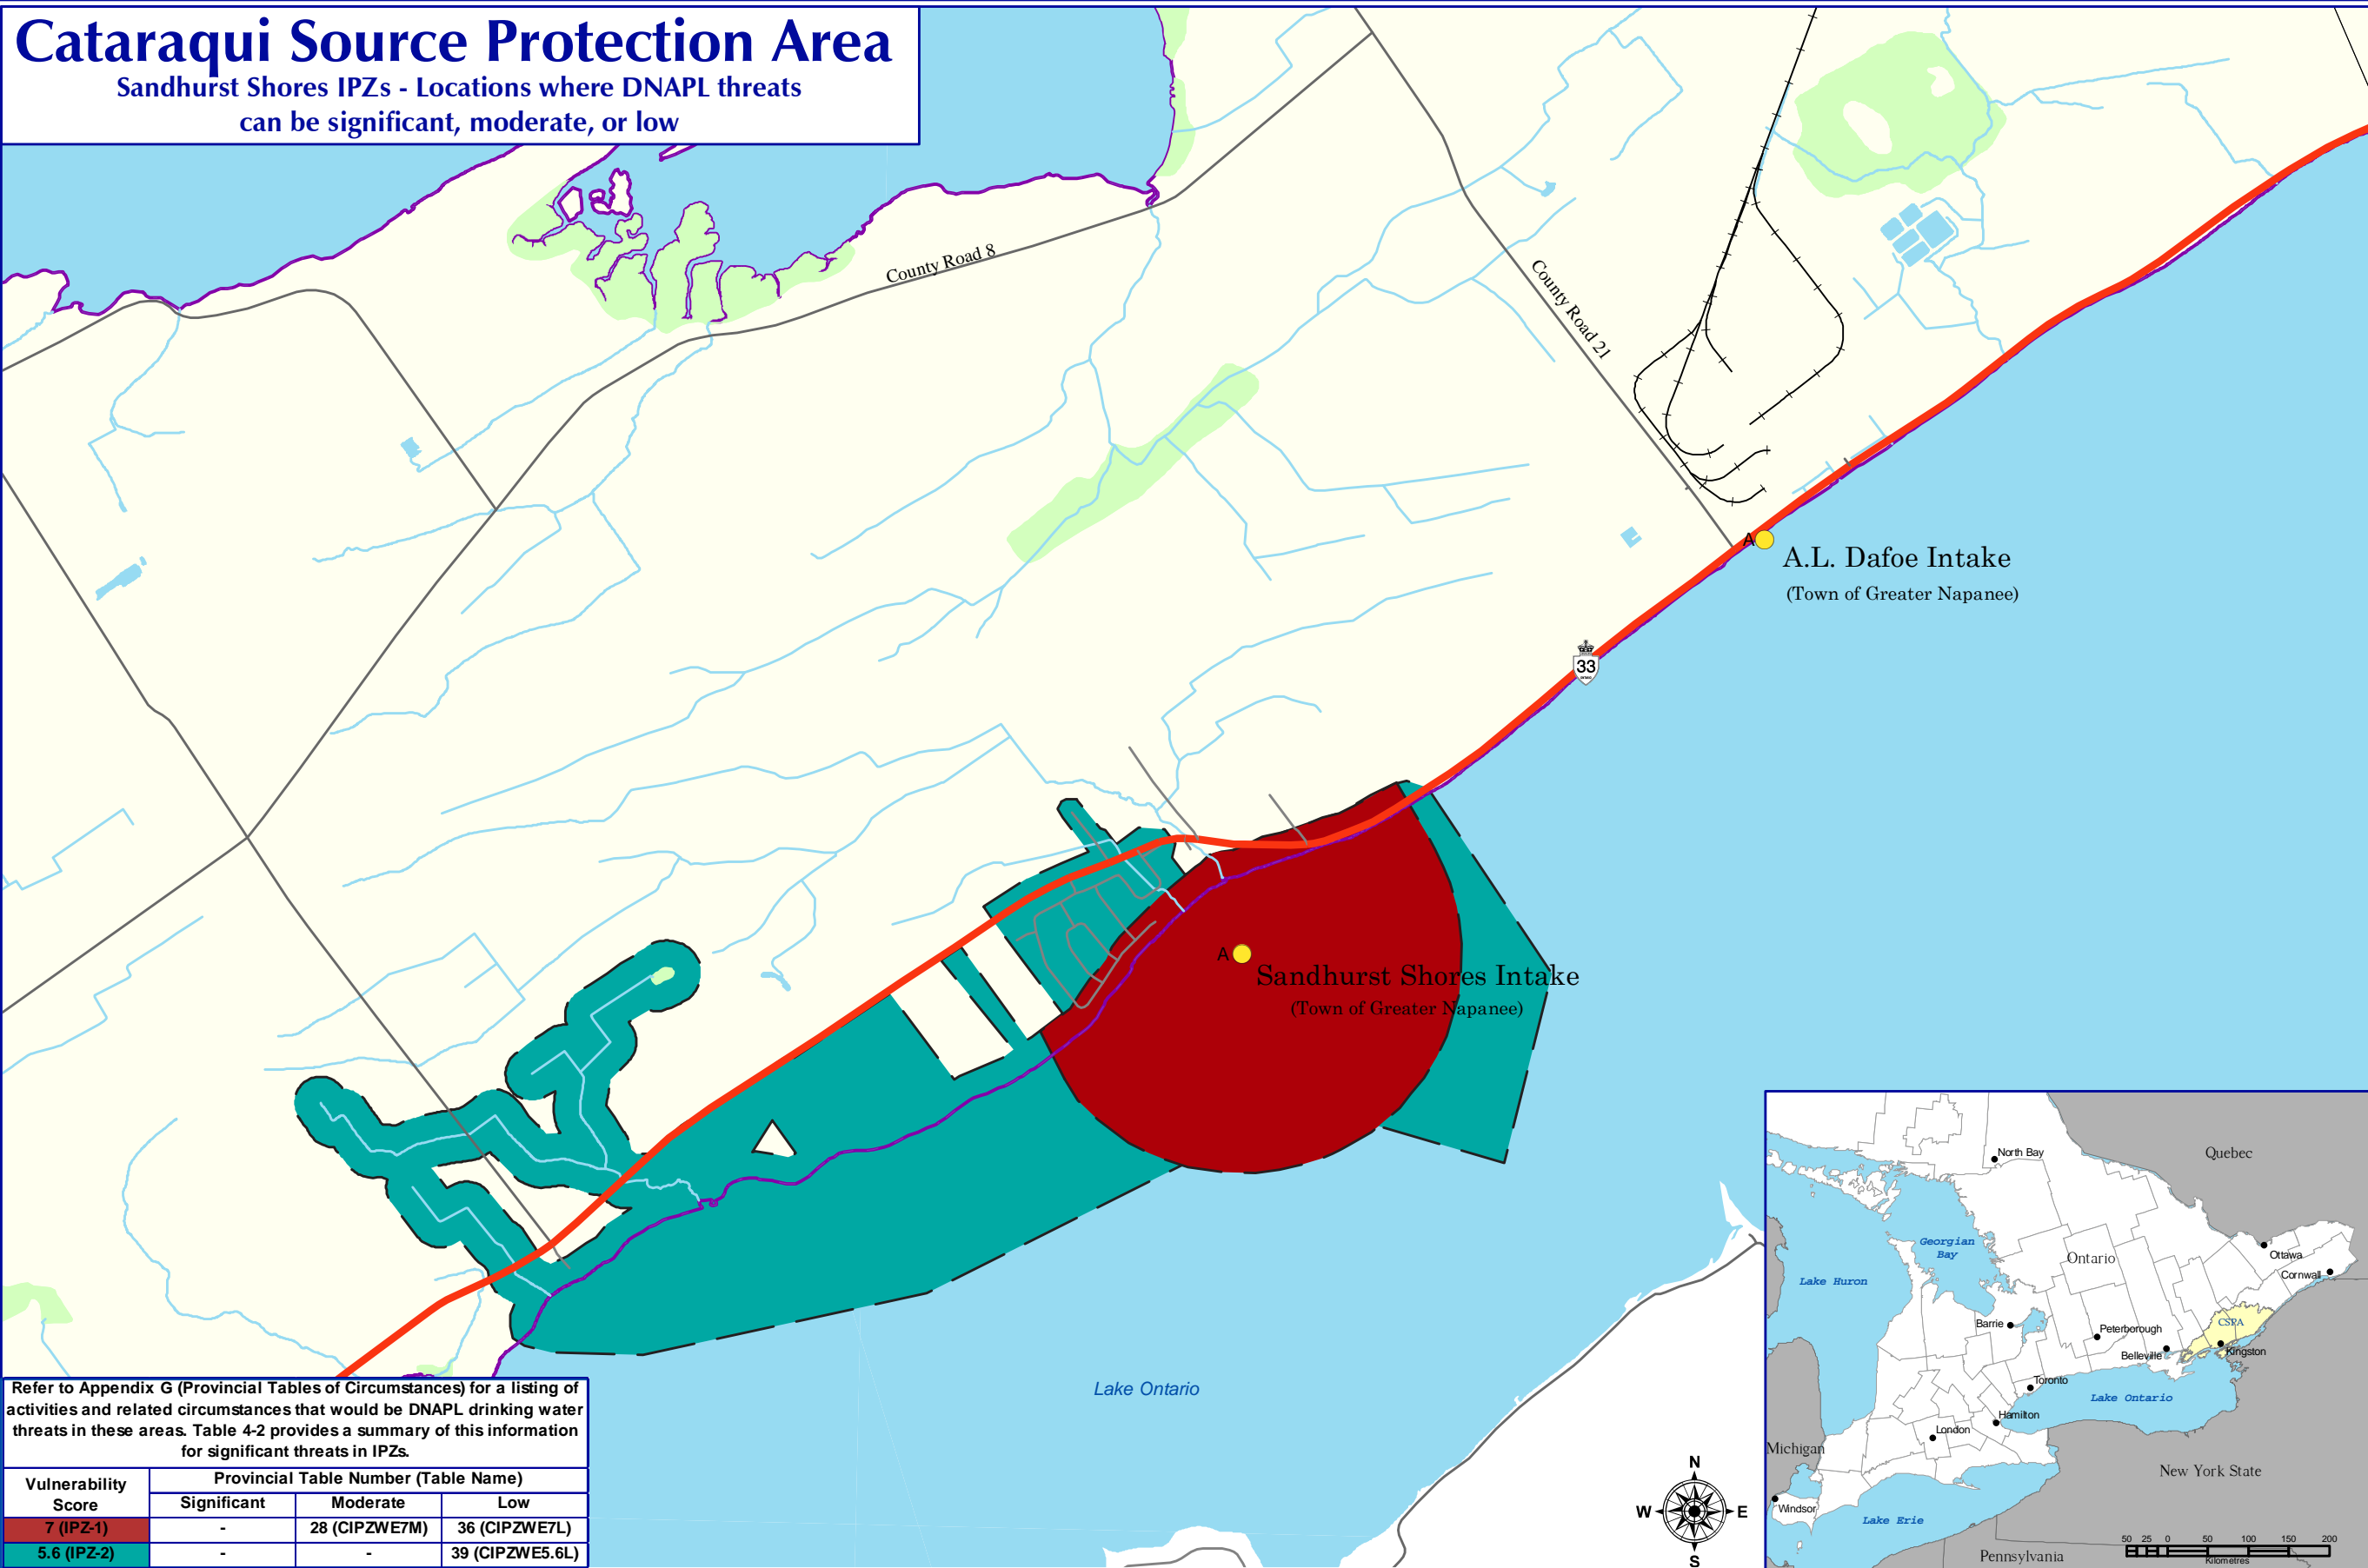 Cataraqui Source Protection Area
Sandhurst Shores IPZs - Locations where DNAPL threats
can be significant, moderate, or low
County Road 8
County Road 21
A
A.L. Dafoe Intake
(Town of Greater Napanee)
33
A
Sandhurst Shores Intake
(Town of Greater Napanee)
Lake Ontario
Refer to Appendix G (Provincial Tables of Circumstances) for a listing of
activities and related circumstances that would be DNAPL drinking water
threats in these areas. Table 4-2 provides a summary of this information
for significant threats in IPZs.
Vulnerability Score
Provincial Table Number (Table Name)
Significant Moderate Low
7 (IPZ-1) - 28 (CIPZWE7M) 36 (CIPZWE7L)
5.6 (IPZ-2) - - 39 (CIPZWE5.6L)
N
W E
S
North Bay
Quebec
Georgian
Bay
Ontario
Ottawa
Lake Huron
Cornwall
CSPA
Barrie
Peterborough
Belleville
Kingston
Toronto
Lake Ontario
Hamilton
London
Michigan
New York State
Windsor
Lake Erie
Pennsylvania
50 25 0 50 100 150 200
Kilometres